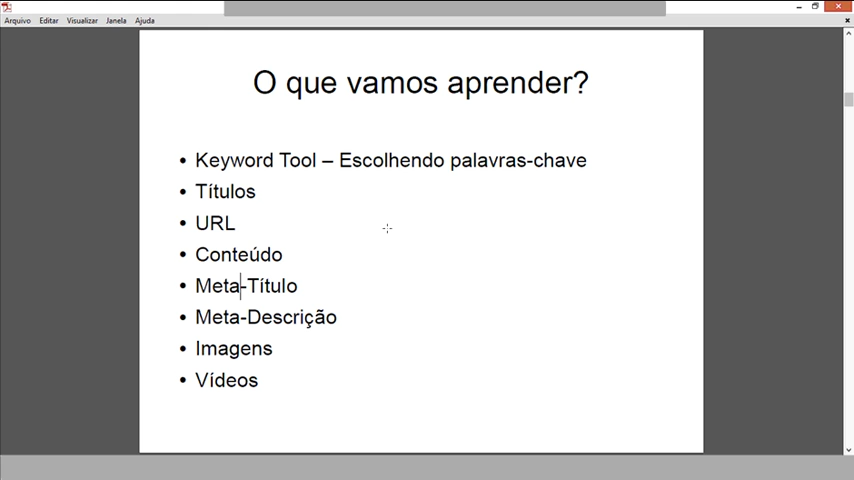 Arquivo Editar Visualizar Janela Ajuda
O que vamos aprender?
• Keyword Tool – Escolhendo palavras-chave
• Títulos
• URL
• Conteúdo
• Meta-Título
• Meta-Descrição
• Imagens
• Vídeos